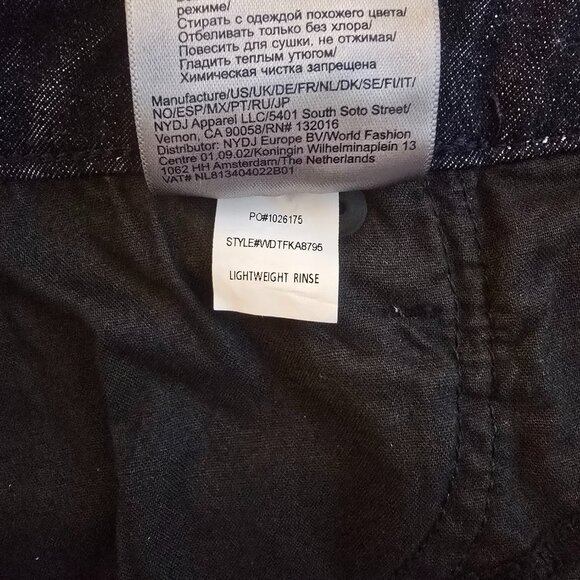 режиме/
Стирать с одеждой похожего цвета/
Отбеливать только без хлора/
Повесить для сушки, не отжимая/
Гладить теплым утюгом/
Химическая чистка запрещена
Manufacture/US/UK/DE/FR/NL/DK/SE/FI/IT/
NO/ESP/MX/PT/RU/JP
NYDJ Apparel LLC/5401 South Soto Street/
Vernon, CA 90058/RN# 132016
Distributor: NYDJ Europe BV/World Fashion
Centre 01.09.02/Koningin Wilhelminaplein 13
1062 HH Amsterdam/The Netherlands
VAT# NL813404022B01
PO#1026175
STYLE#WDTFKA8795
LIGHTWEIGHT RINSE